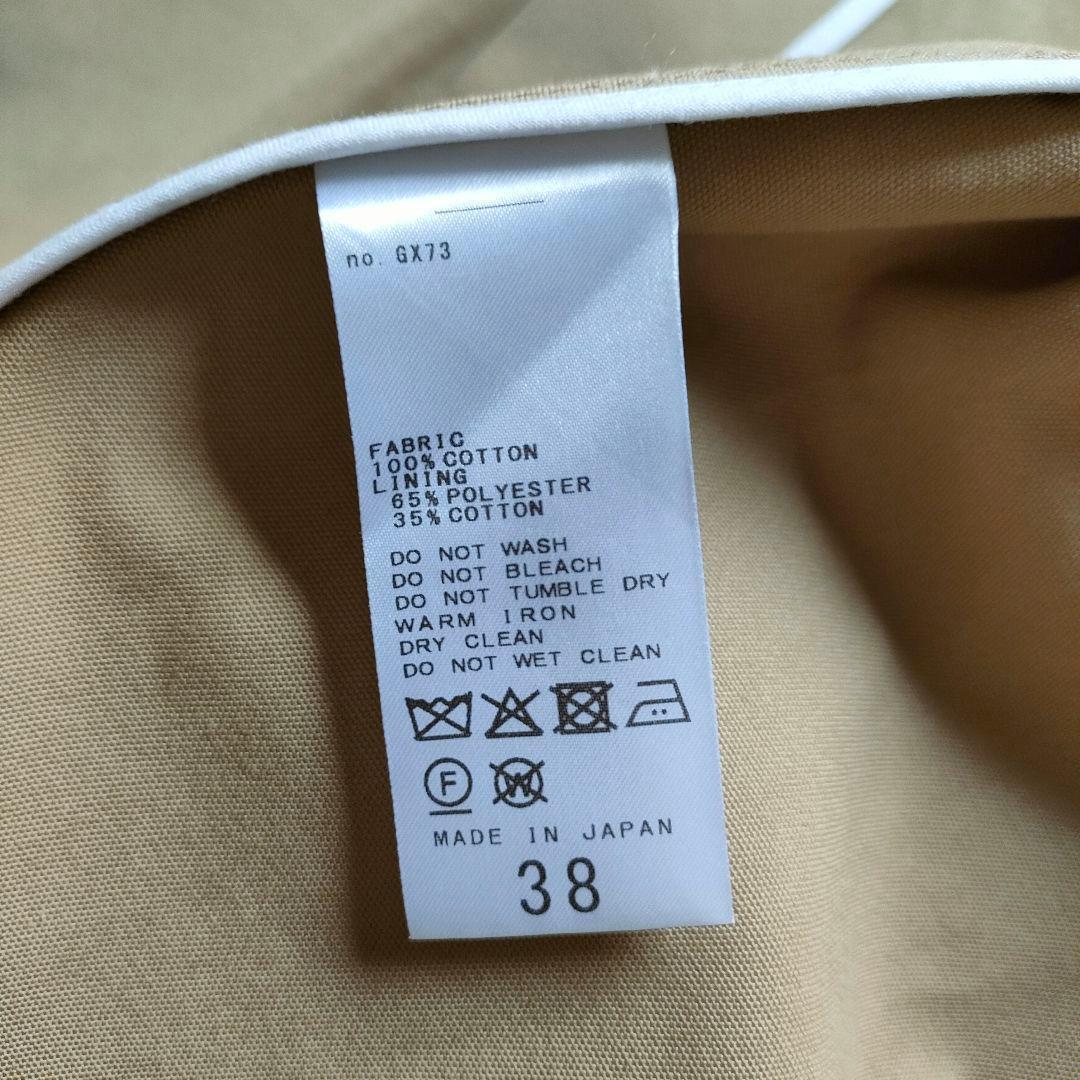 no. GX73
FABRIC
100% COTTON
LINING
65% POLYESTER
35% COTTON
DO NOT WASH
DO NOT BLEACH
DO NOT TUMBLE DRY
WARM IRON
DRY CLEAN
DO NOT WET CLEAN
F W
MADE IN JAPAN
38